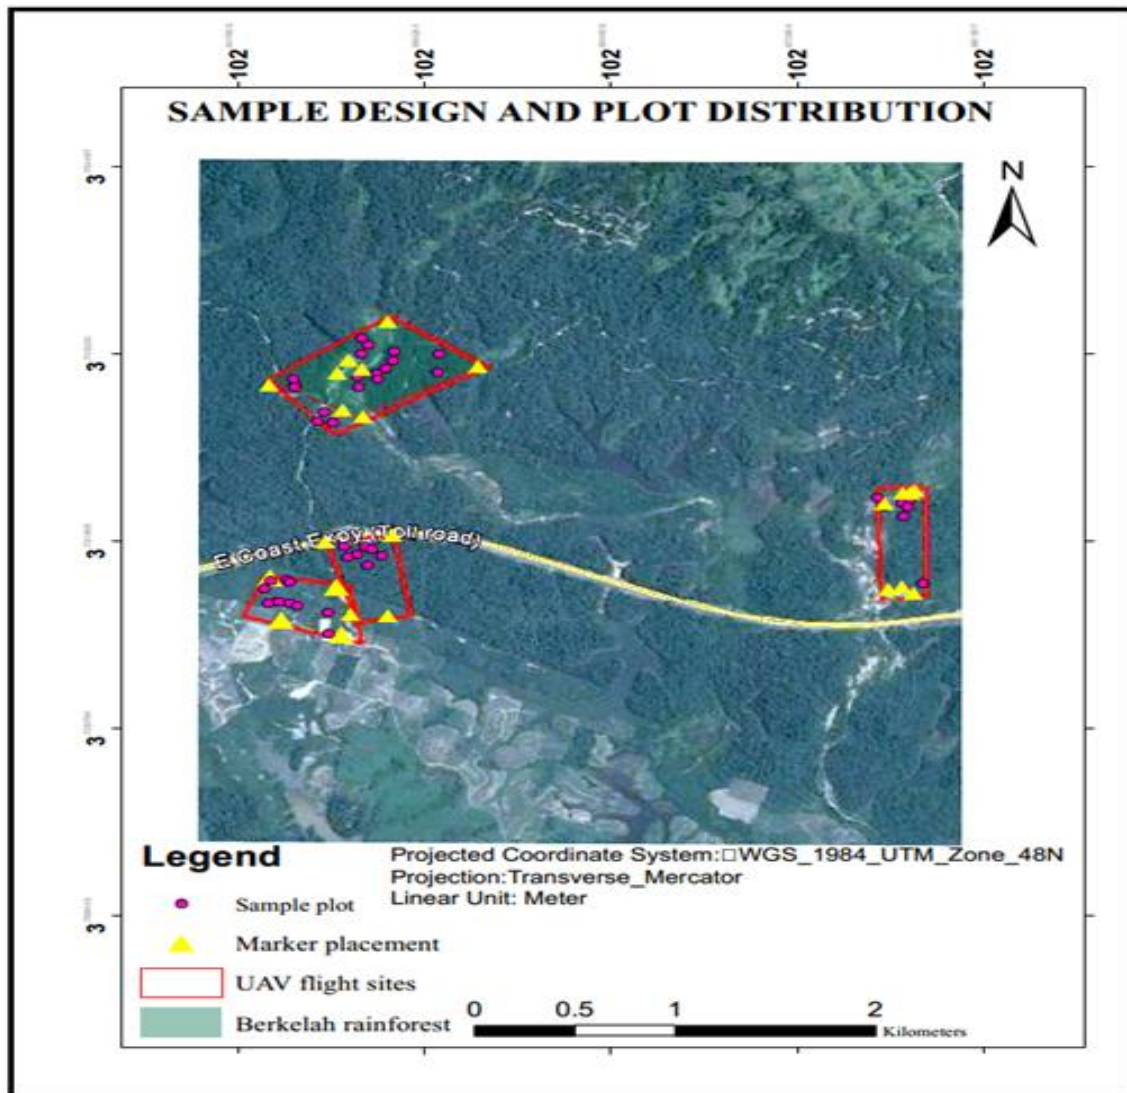 102 102 102 102 102
SAMPLE DESIGN AND PLOT DISTRIBUTION
N
3
3
3
3
3
E Coast Expy (Toll road)
Legend
Projected Coordinate System:□WGS_1984_UTM_Zone_48N
Projection:Transverse_Mercator
Linear Unit: Meter
Sample plot
Marker placement
UAV flight sites
Berkelah rainforest
0 0.5 1 2
Kilometers